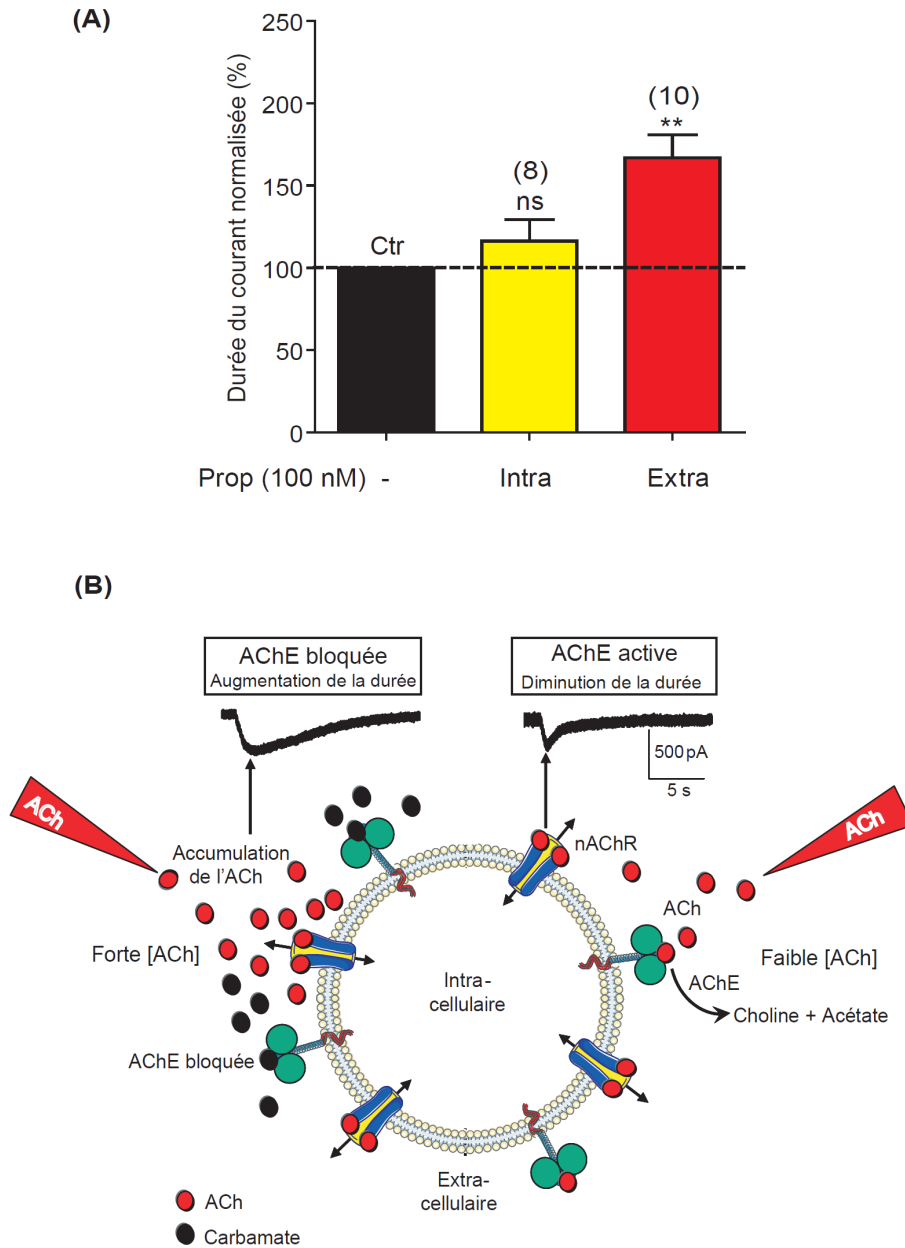 (A)
Durée du courant normalisée (%)
250
200
150
100
50
0
Ctr
(8)
ns
(10)
**
Prop (100 nM) - Intra Extra
(B)
AChE bloquée
Augmentation de la durée
AChE active
Diminution de la durée
500 pA
5 s
ACh
ACh
Accumulation
de l'ACh
nAChR
ACh
Forte [ACh]
Faible [ACh]
Intra-
cellulaire
AChE
Choline + Acétate
AChE bloquée
Extra-
cellulaire
ACh
Carbamate